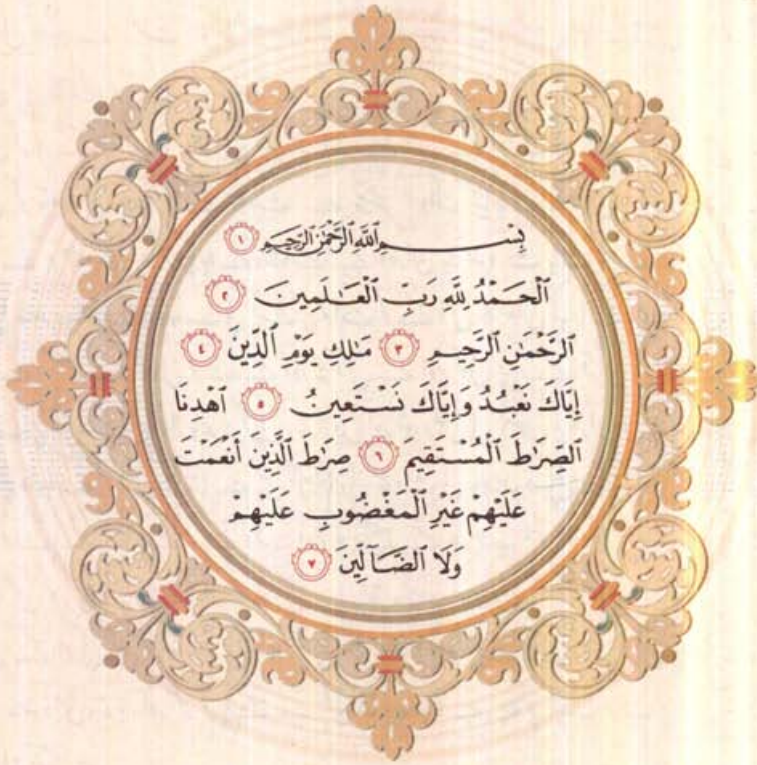 بِسْمِ ٱللَّهِ ٱلرَّحْمَٰنِ ٱلرَّحِيمِ ١
ٱلْحَمْدُ لِلَّهِ رَبِّ ٱلْعَـٰلَمِينَ ٢
ٱلرَّحْمَٰنِ ٱلرَّحِيمِ ٣ مَـٰلِكِ يَوْمِ ٱلدِّينِ ٤
إِيَّاكَ نَعْبُدُ وَإِيَّاكَ نَسْتَعِينُ ٥ ٱهْدِنَا
ٱلصِّرَٰطَ ٱلْمُسْتَقِيمَ ٦ صِرَٰطَ ٱلَّذِينَ أَنْعَمْتَ
عَلَيْهِمْ غَيْرِ ٱلْمَغْضُوبِ عَلَيْهِمْ
وَلَا ٱلضَّآلِّينَ ٧